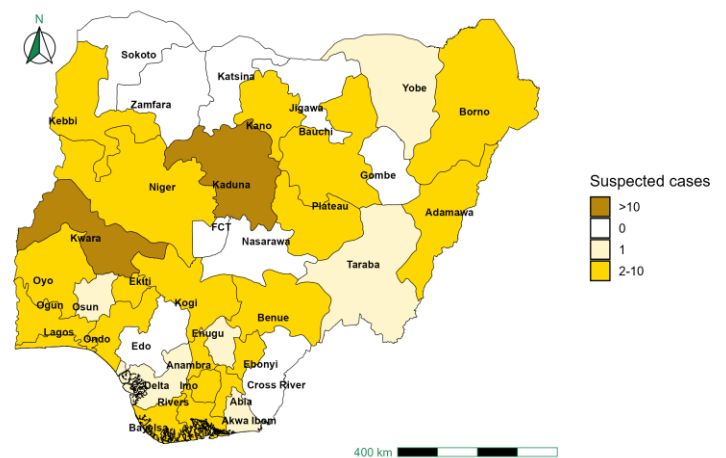 N
Sokoto
Katsina
Yobe
Zamfara
Jigawa
Borno
Kebbi
Kano
Bauchi
Gombe
Kaduna
Niger
Plateau
Adamawa
FCT
Kwara
Nasarawa
Taraba
Oyo
Ekiti
Ogun
Osun
Kogi
Benue
Lagos
Ondo
Enugu
Edo
Anambra
Ebonyi
Delta
Imo
Cross River
Rivers
Abia
Bayelsa
Akwa Ibom
Suspected cases
>10
0
1
2-10
400 km